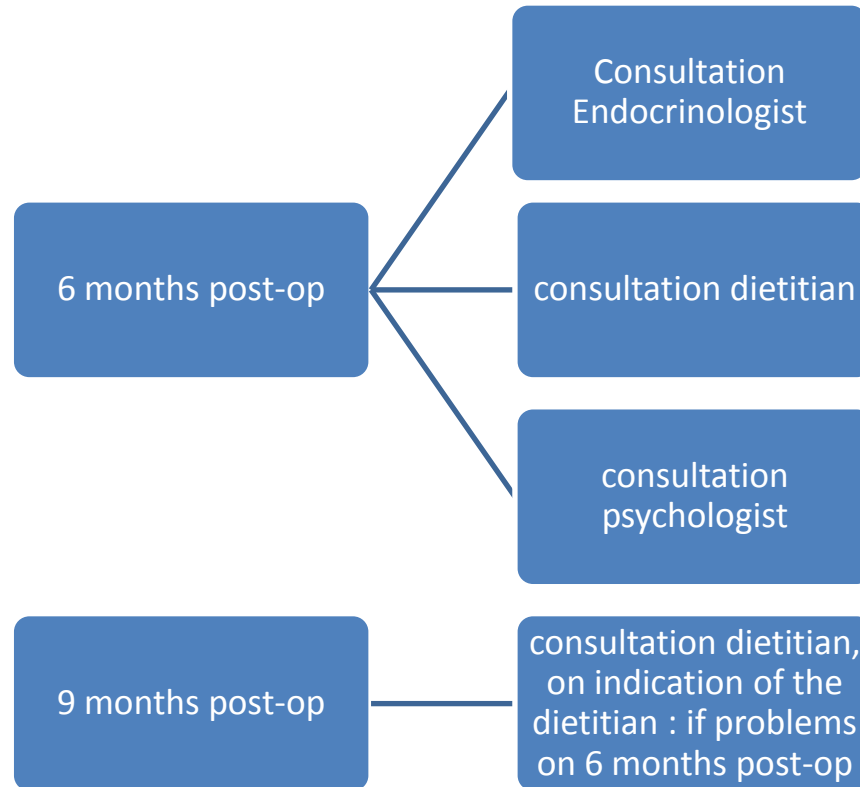 Consultation
Endocrinologist
6 months post-op
consultation dietitian
consultation
psychologist
9 months post-op
consultation dietitian,
on indication of the
dietitian : if problems
on 6 months post-op